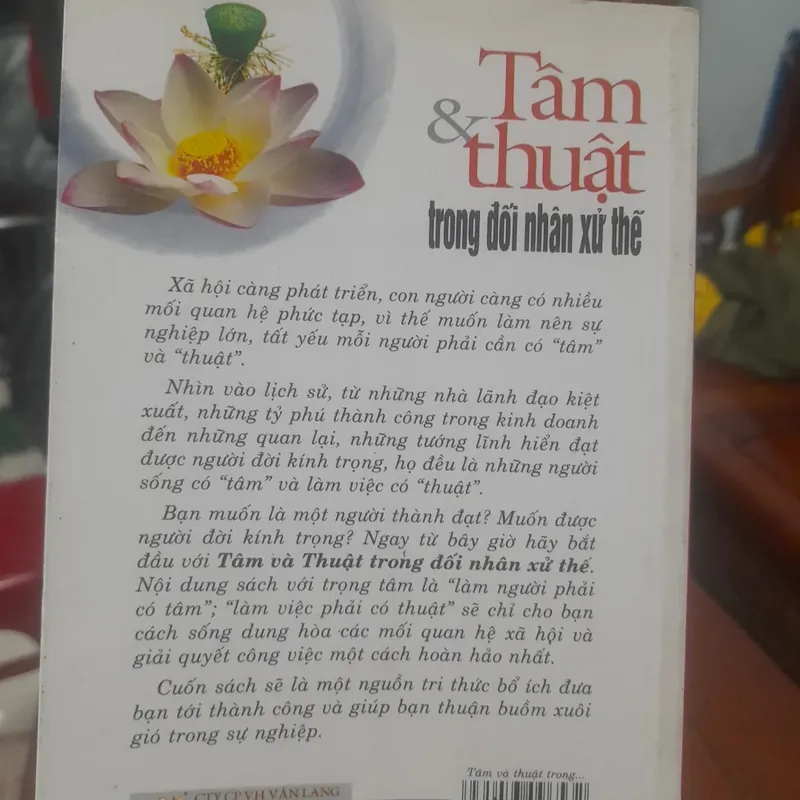 Tâm
& thuật
trong đối nhân xử thế
Xã hội càng phát triển, con người càng có nhiều
mối quan hệ phức tạp, vì thế muốn làm nên sự
nghiệp lớn, tất yếu mỗi người phải cần có “tâm”
và “thuật”.
Nhìn vào lịch sử, từ những nhà lãnh đạo kiệt
xuất, những tỷ phú thành công trong kinh doanh
đến những quan lại, những tướng lĩnh hiển đạt
được người đời kính trọng, họ đều là những người
sống có “tâm” và làm việc có “thuật”.
Bạn muốn là một người thành đạt? Muốn được
người đời kính trọng? Ngay từ bây giờ hãy bắt
đầu với Tâm và Thuật trong đối nhân xử thế.
Nội dung sách với trọng tâm là “làm người phải
có tâm”; “làm việc phải có thuật” sẽ chỉ cho bạn
cách sống dung hòa các mối quan hệ xã hội và
giải quyết công việc một cách hoàn hảo nhất.
Cuốn sách sẽ là một nguồn tri thức bổ ích đưa
bạn tới thành công và giúp bạn thuận buồm xuôi
gió trong sự nghiệp.
Tâm và thuật trong...
CTY CP VH VĂN LANG